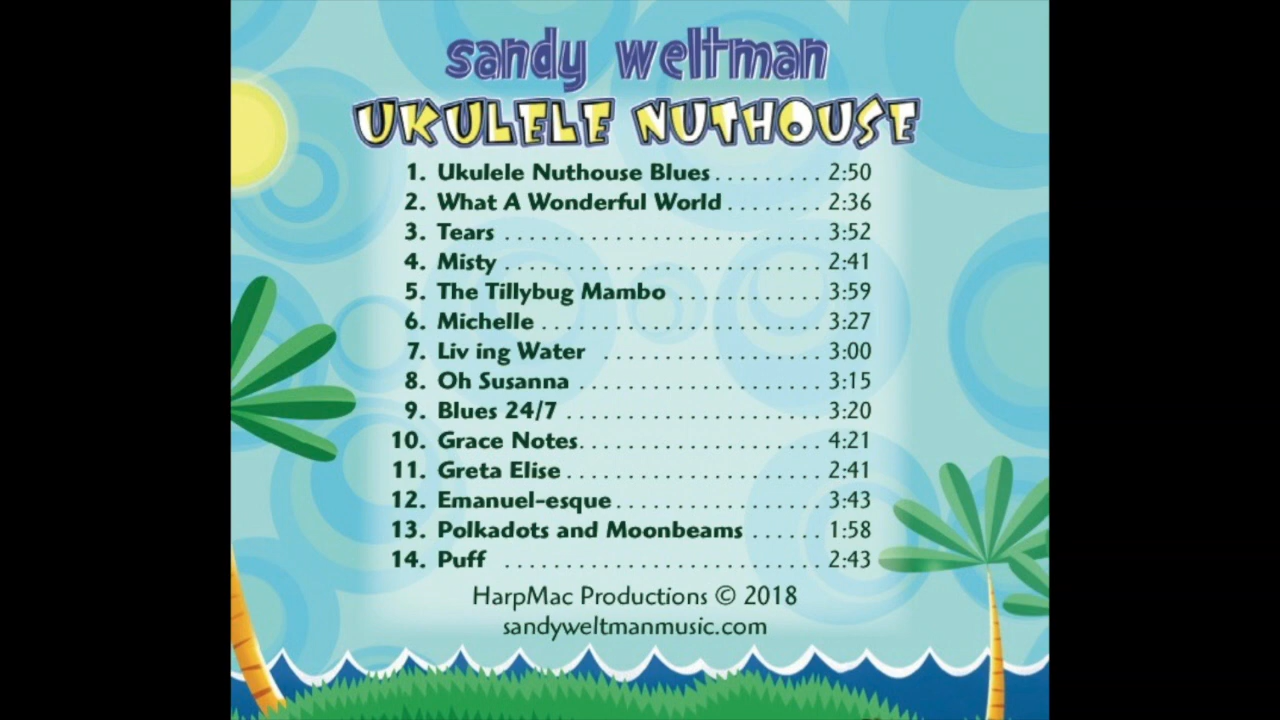 sandy weltman
UKULELE NUTHOUSE
1. Ukulele Nuthouse Blues . . . . . . . . . 2:50
2. What A Wonderful World . . . . . . . . 2:36
3. Tears . . . . . . . . . . . . . . . . . . . . . . . . . . 3:52
4. Misty . . . . . . . . . . . . . . . . . . . . . . . . . . 2:41
5. The Tillybug Mambo . . . . . . . . . . . . 3:59
6. Michelle . . . . . . . . . . . . . . . . . . . . . . . 3:27
7. Liv ing Water . . . . . . . . . . . . . . . . . . 3:00
8. Oh Susanna . . . . . . . . . . . . . . . . . . . . 3:15
9. Blues 24/7 . . . . . . . . . . . . . . . . . . . . . 3:20
10. Grace Notes. . . . . . . . . . . . . . . . . . . . 4:21
11. Greta Elise . . . . . . . . . . . . . . . . . . . . . 2:41
12. Emanuel-esque . . . . . . . . . . . . . . . . . 3:43
13. Polkadots and Moonbeams . . . . . . 1:58
14. Puff . . . . . . . . . . . . . . . . . . . . . . . . . . 2:43
HarpMac Productions © 2018
sandyweltmanmusic.com